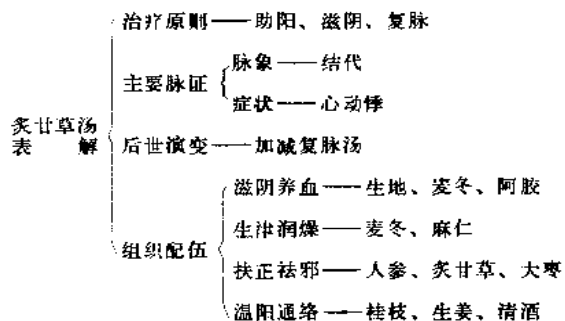 治疗原则——助阳、滋阴、复脉
主要脉证
脉象——结代
症状——心动悸
炙甘草汤
表解
后世演变——加减复脉汤
组织配伍
滋阴养血——生地、麦冬、阿胶
生津润燥——麦冬、麻仁
扶正祛邪——人参、炙甘草、大枣
温阳通络——桂枝、生姜、清酒